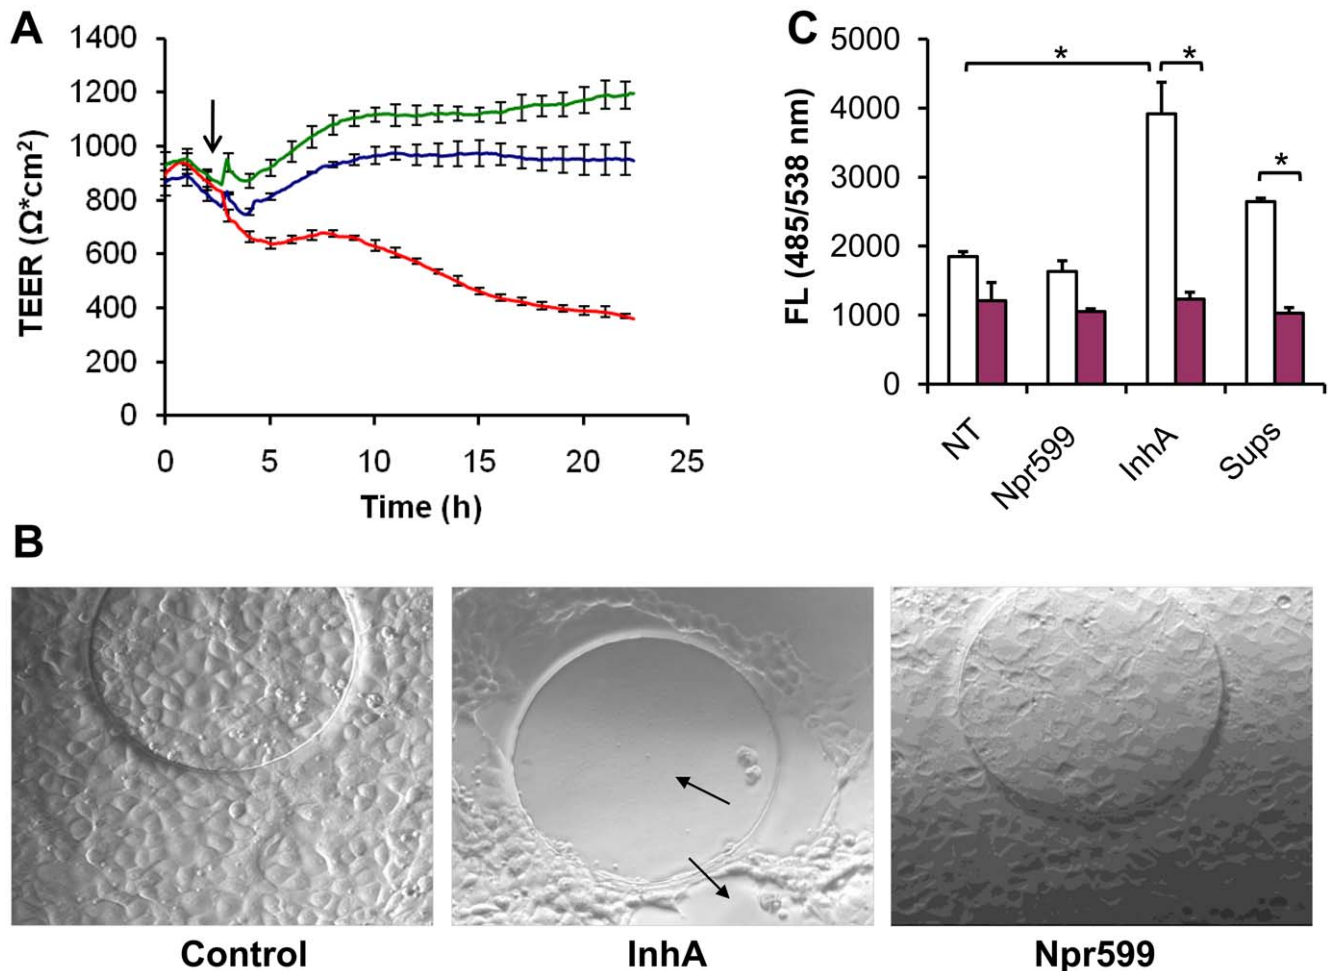 A
1400
1200
1000
800
600
400
200
0
TEER (Ω*cm2)
0 5 10 15 20 25
Time (h)
C
5000
4000
3000
2000
1000
0
FL (485/538 nm)
* *
*
NT Npr599 InhA Sups
B
Control InhA Npr599